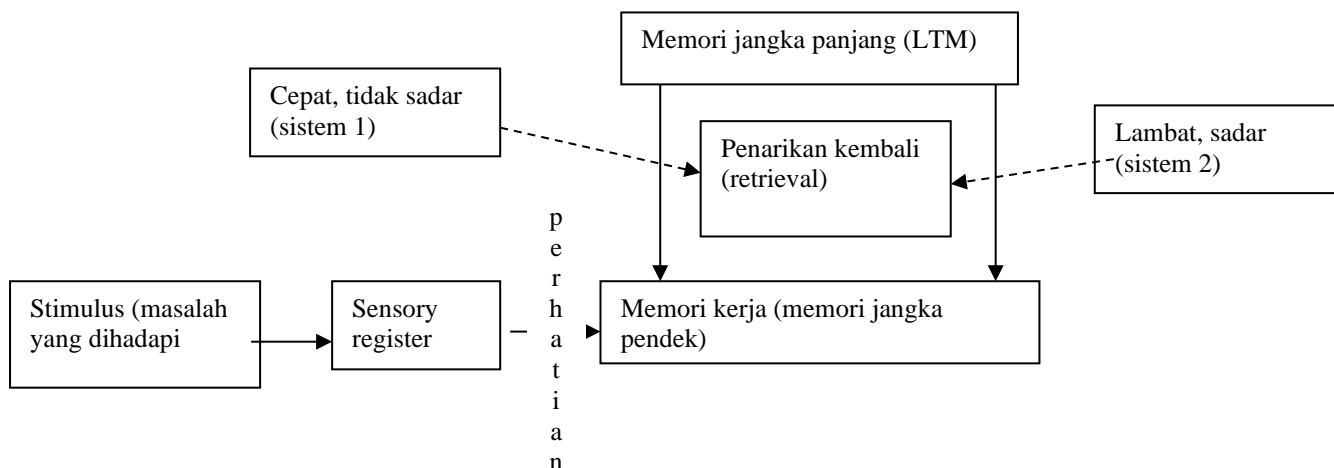 Memori jangka panjang (LTM)
Cepat, tidak sadar
(sistem 1)
Penarikan kembali
(retrieval)
Lambat, sadar
(sistem 2)
perhatian
Stimulus (masalah
yang dihadapi
Sensory
register
Memori kerja (memori jangka
pendek)